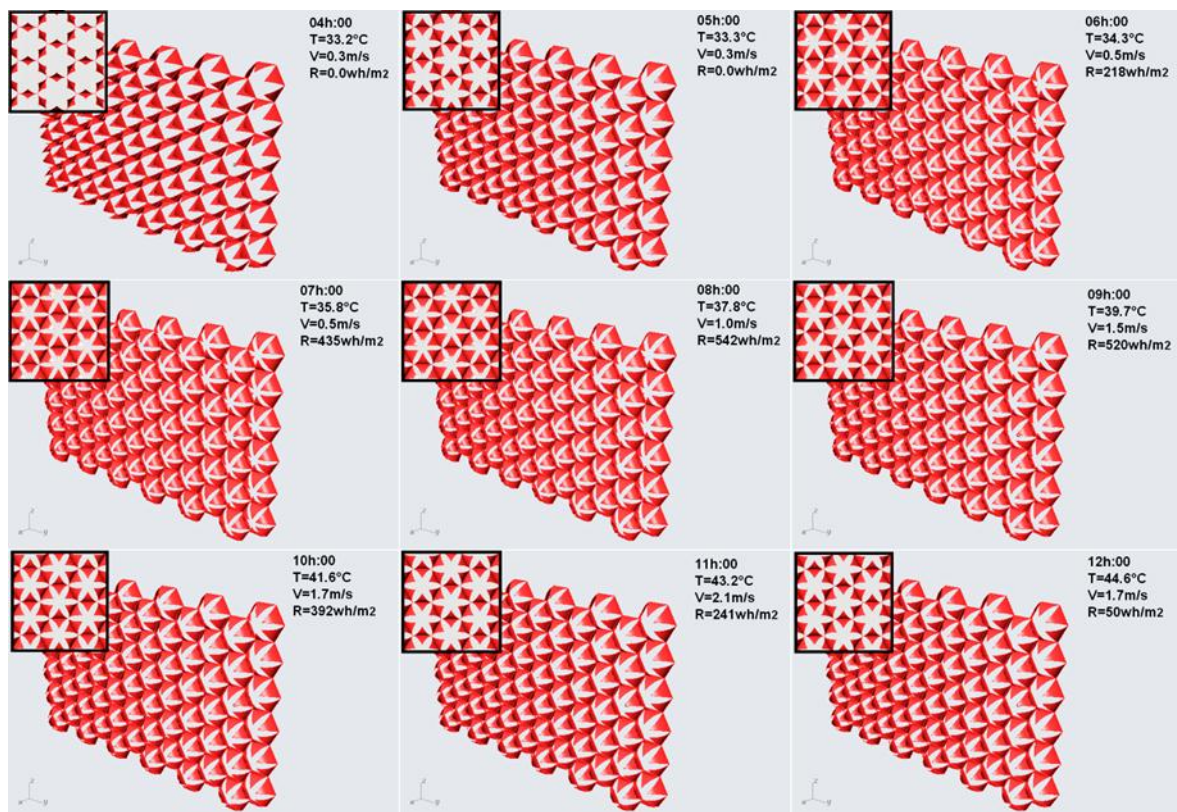 04h:00
T=33.2°C
V=0.3m/s
R=0.0wh/m2
05h:00
T=33.3°C
V=0.3m/s
R=0.0wh/m2
06h:00
T=34.3°C
V=0.5m/s
R=218wh/m2
07h:00
T=35.8°C
V=0.5m/s
R=435wh/m2
08h:00
T=37.8°C
V=1.0m/s
R=542wh/m2
09h:00
T=39.7°C
V=1.5m/s
R=520wh/m2
10h:00
T=41.6°C
V=1.7m/s
R=392wh/m2
11h:00
T=43.2°C
V=2.1m/s
R=241wh/m2
12h:00
T=44.6°C
V=1.7m/s
R=50wh/m2